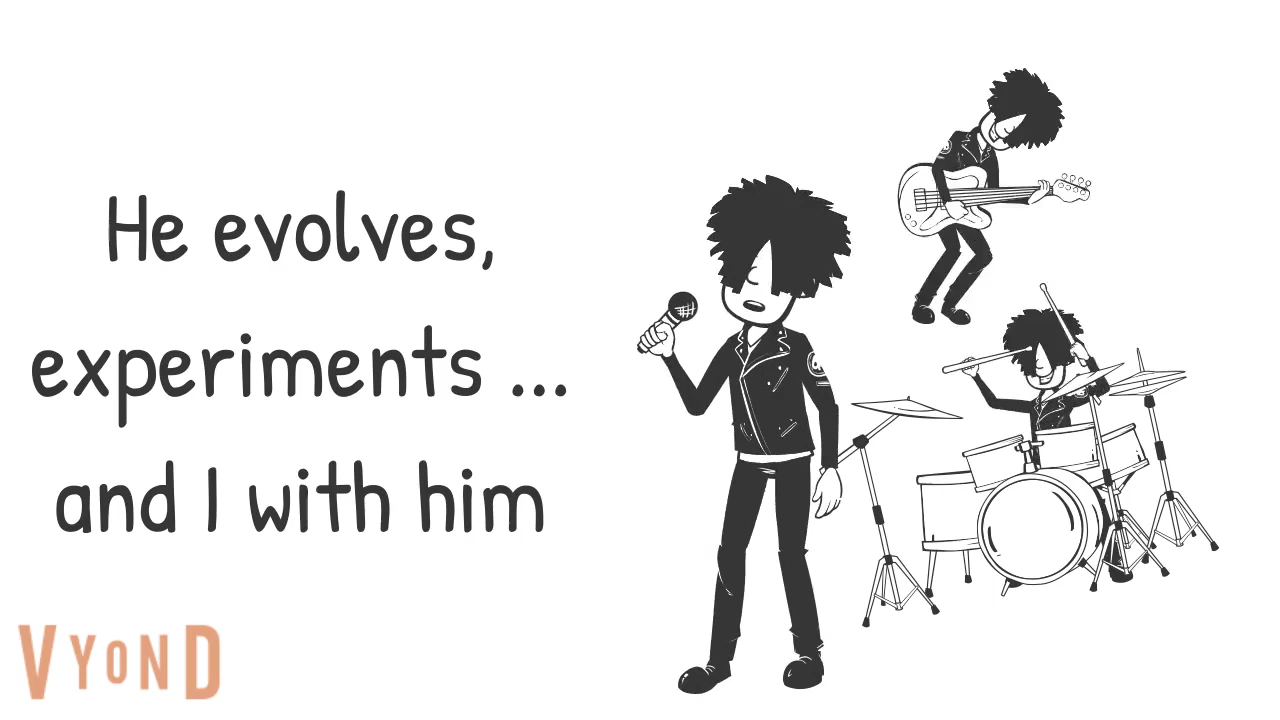 He evolves,
experiments ...
and I with him
VYOND